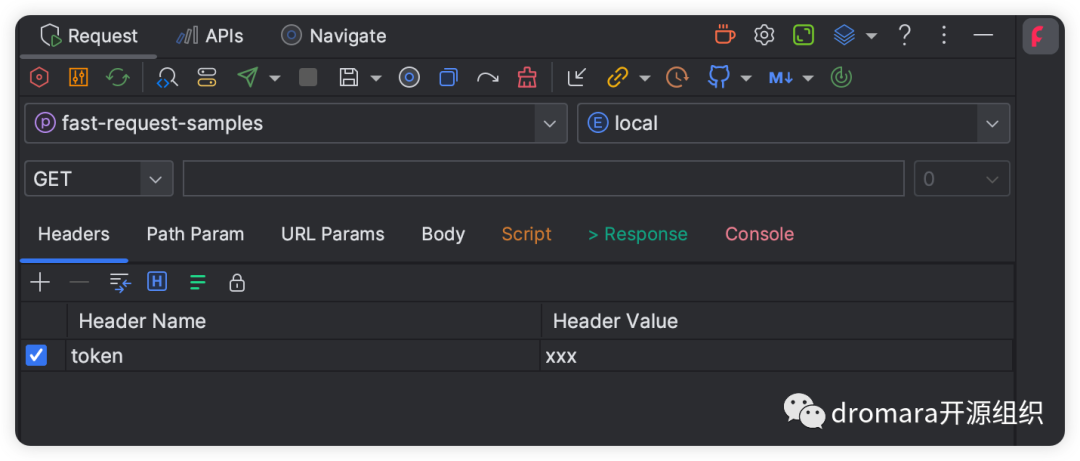 Request APIs Navigate ?
M↓
P fast-request-samples E local
GET 0
Headers Path Param URL Params Body Script > Response Console
H
Header Name Header Value
token xxx
dromara开源组织